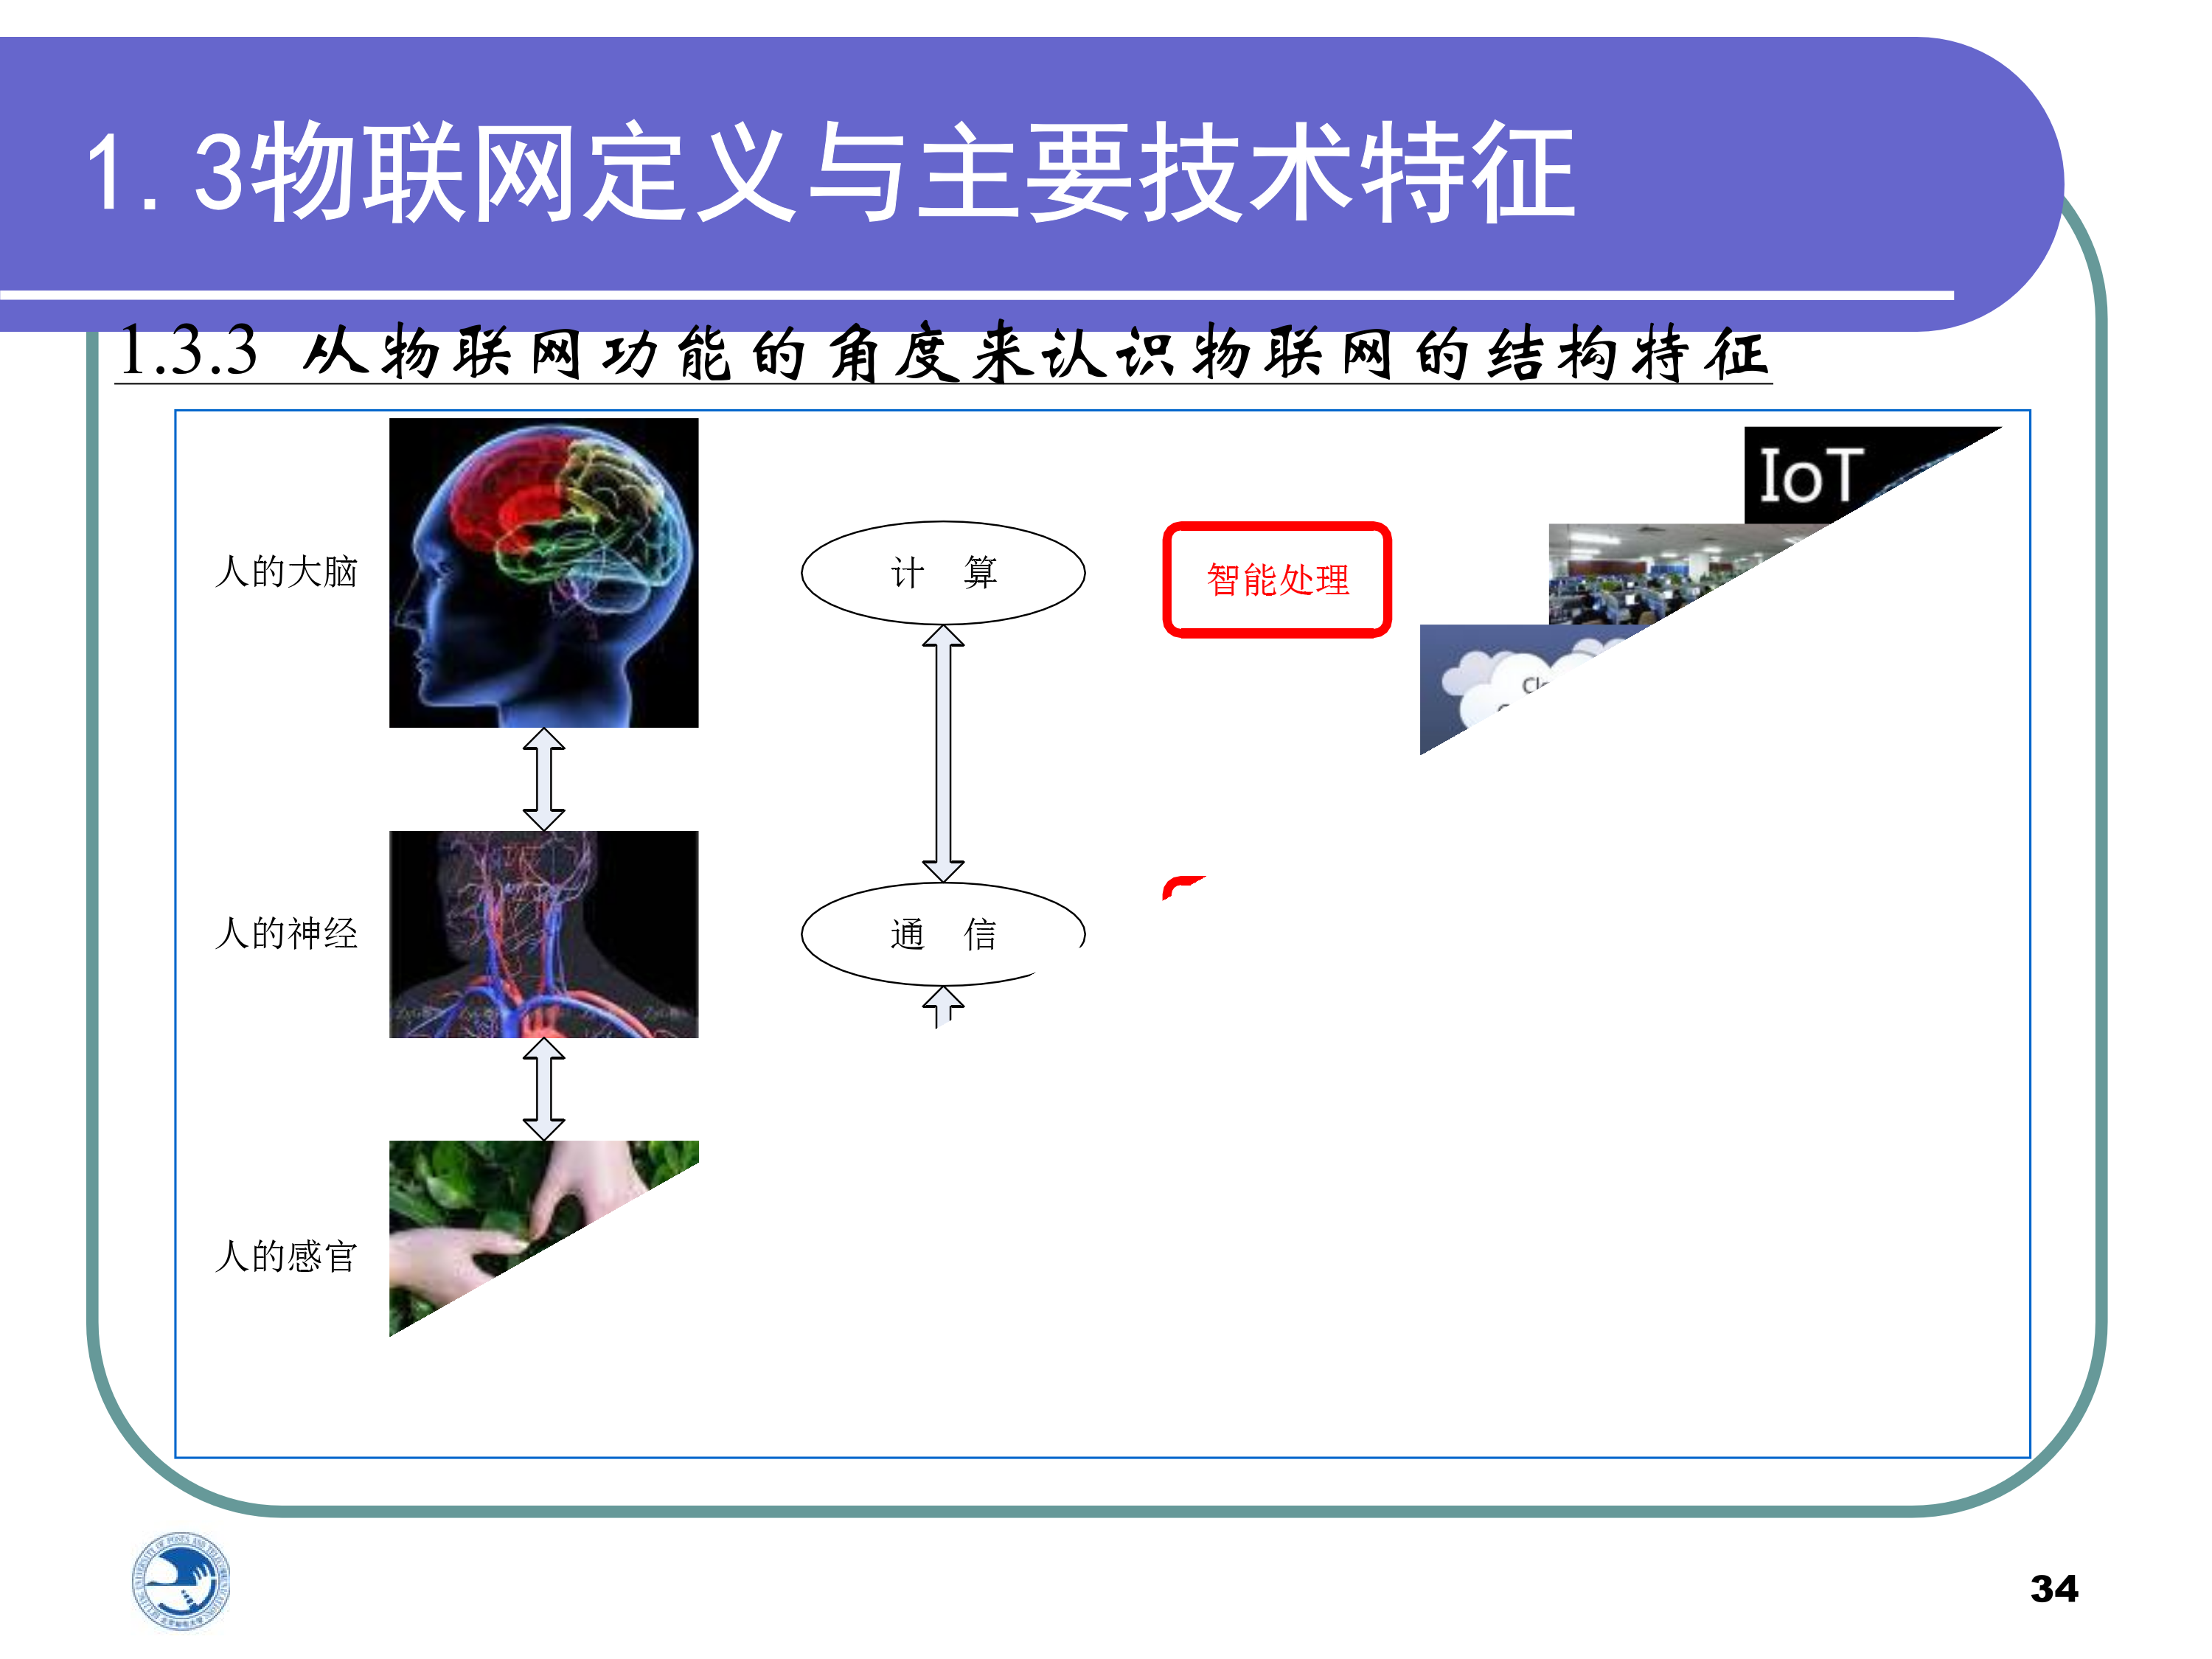 1.3物联网定义与主要技术特征
1.3.3 从物联网功能的角度来认识物联网的结构特征
IoT
人的大脑
计 算
智能处理
人的神经
通 信
人的感官
34